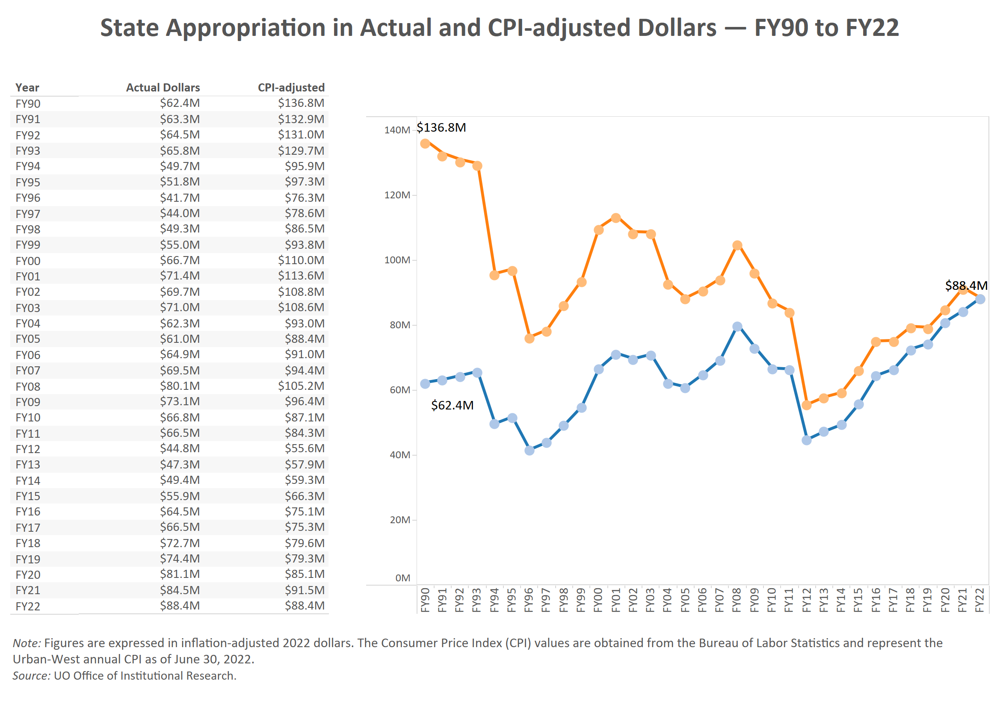 State Appropriation in Actual and CPI-adjusted Dollars — FY90 to FY22
Year Actual Dollars CPI-adjusted
FY90 $62.4M $136.8M
FY91 $63.3M $132.9M
FY92 $64.5M $131.0M
FY93 $65.8M $129.7M
FY94 $49.7M $95.9M
FY95 $51.8M $97.3M
FY96 $41.7M $76.3M
FY97 $44.0M $78.6M
FY98 $49.3M $86.5M
FY99 $55.0M $93.8M
FY00 $66.7M $110.0M
FY01 $71.4M $113.6M
FY02 $69.7M $108.8M
FY03 $71.0M $108.6M
FY04 $62.3M $93.0M
FY05 $61.0M $88.4M
FY06 $64.9M $91.0M
FY07 $69.5M $94.4M
FY08 $80.1M $105.2M
FY09 $73.1M $96.4M
FY10 $66.8M $87.1M
FY11 $66.5M $84.3M
FY12 $44.8M $55.6M
FY13 $47.3M $57.9M
FY14 $49.4M $59.3M
FY15 $55.9M $66.3M
FY16 $64.5M $75.1M
FY17 $66.5M $75.3M
FY18 $72.7M $79.6M
FY19 $74.4M $79.3M
FY20 $81.1M $85.1M
FY21 $84.5M $91.5M
FY22 $88.4M $88.4M
$136.8M
140M
120M
100M
$88.4M
80M
60M
$62.4M
40M
20M
0M
FY90 FY91 FY92 FY93 FY94 FY95 FY96 FY97 FY98 FY99 FY00 FY01 FY02 FY03 FY04 FY05 FY06 FY07 FY08 FY09 FY10 FY11 FY12 FY13 FY14 FY15 FY16 FY17 FY18 FY19 FY20 FY21 FY22
Note: Figures are expressed in inflation-adjusted 2022 dollars. The Consumer Price Index (CPI) values are obtained from the Bureau of Labor Statistics and represent the
Urban-West annual CPI as of June 30, 2022.
Source: UO Office of Institutional Research.